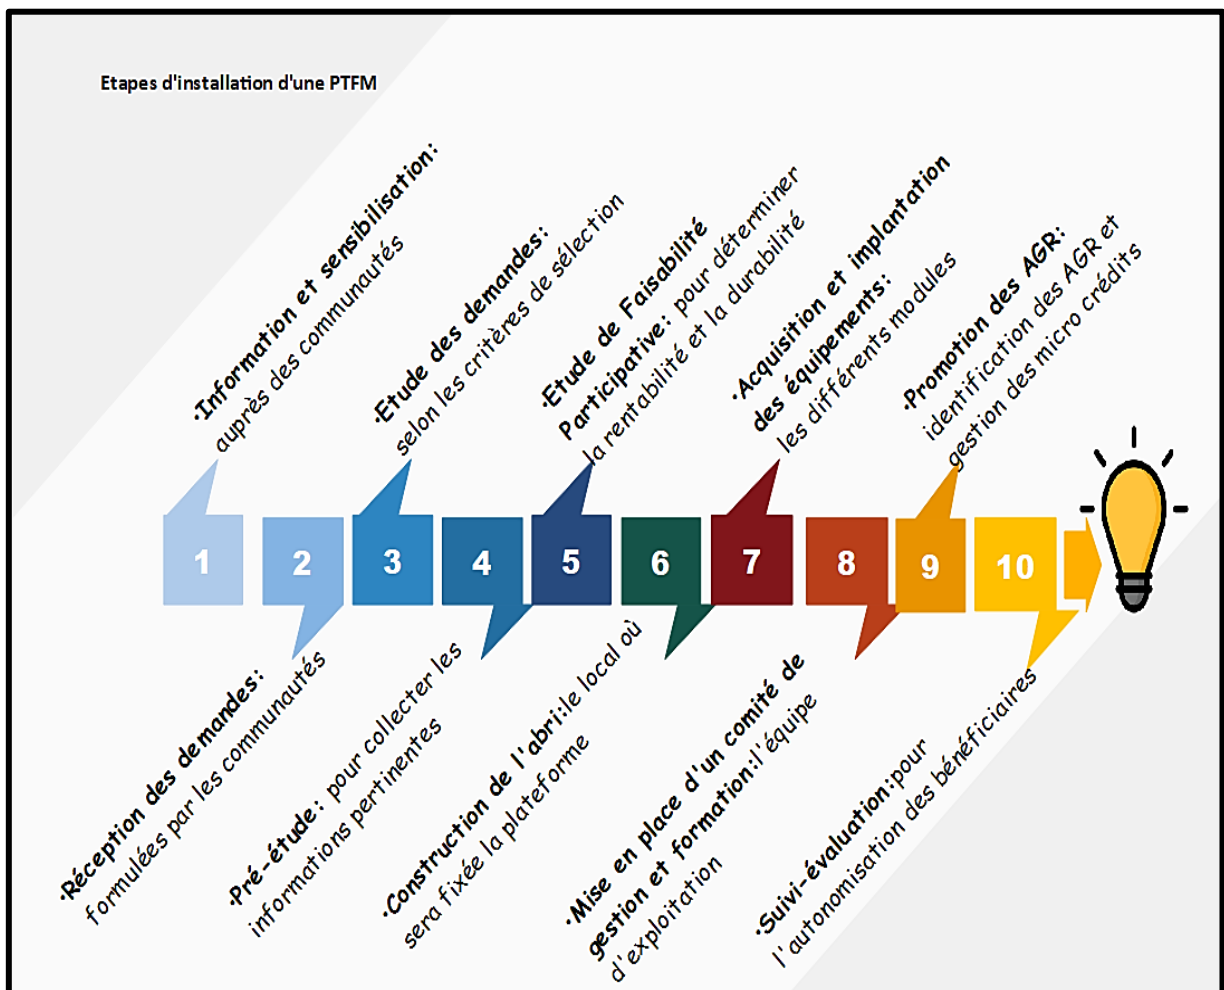 Etapes d'installation d'une PTFM
·Information et sensibilisation:
auprès des communautés
·Etude des demandes:
selon les critères de sélection
·Etude de Faisabilité
Participative: pour déterminer
la rentabilité et la durabilité
·Acquisition et implantation
des équipements:
les différents modules
·Promotion des AGR:
identification des AGR et
gestion des micro crédits
1
2
3
4
5
6
7
8
9
10
·Réception des demandes:
formulées par les communautés
·Pré-étude: pour collecter les
informations pertinentes
·Construction de l'abri:le local où
sera fixée la plateforme
·Mise en place d'un comité de
gestion et formation:l'équipe
d'exploitation
·Suivi-évaluation:pour
l'autonomisation des bénéficiaires